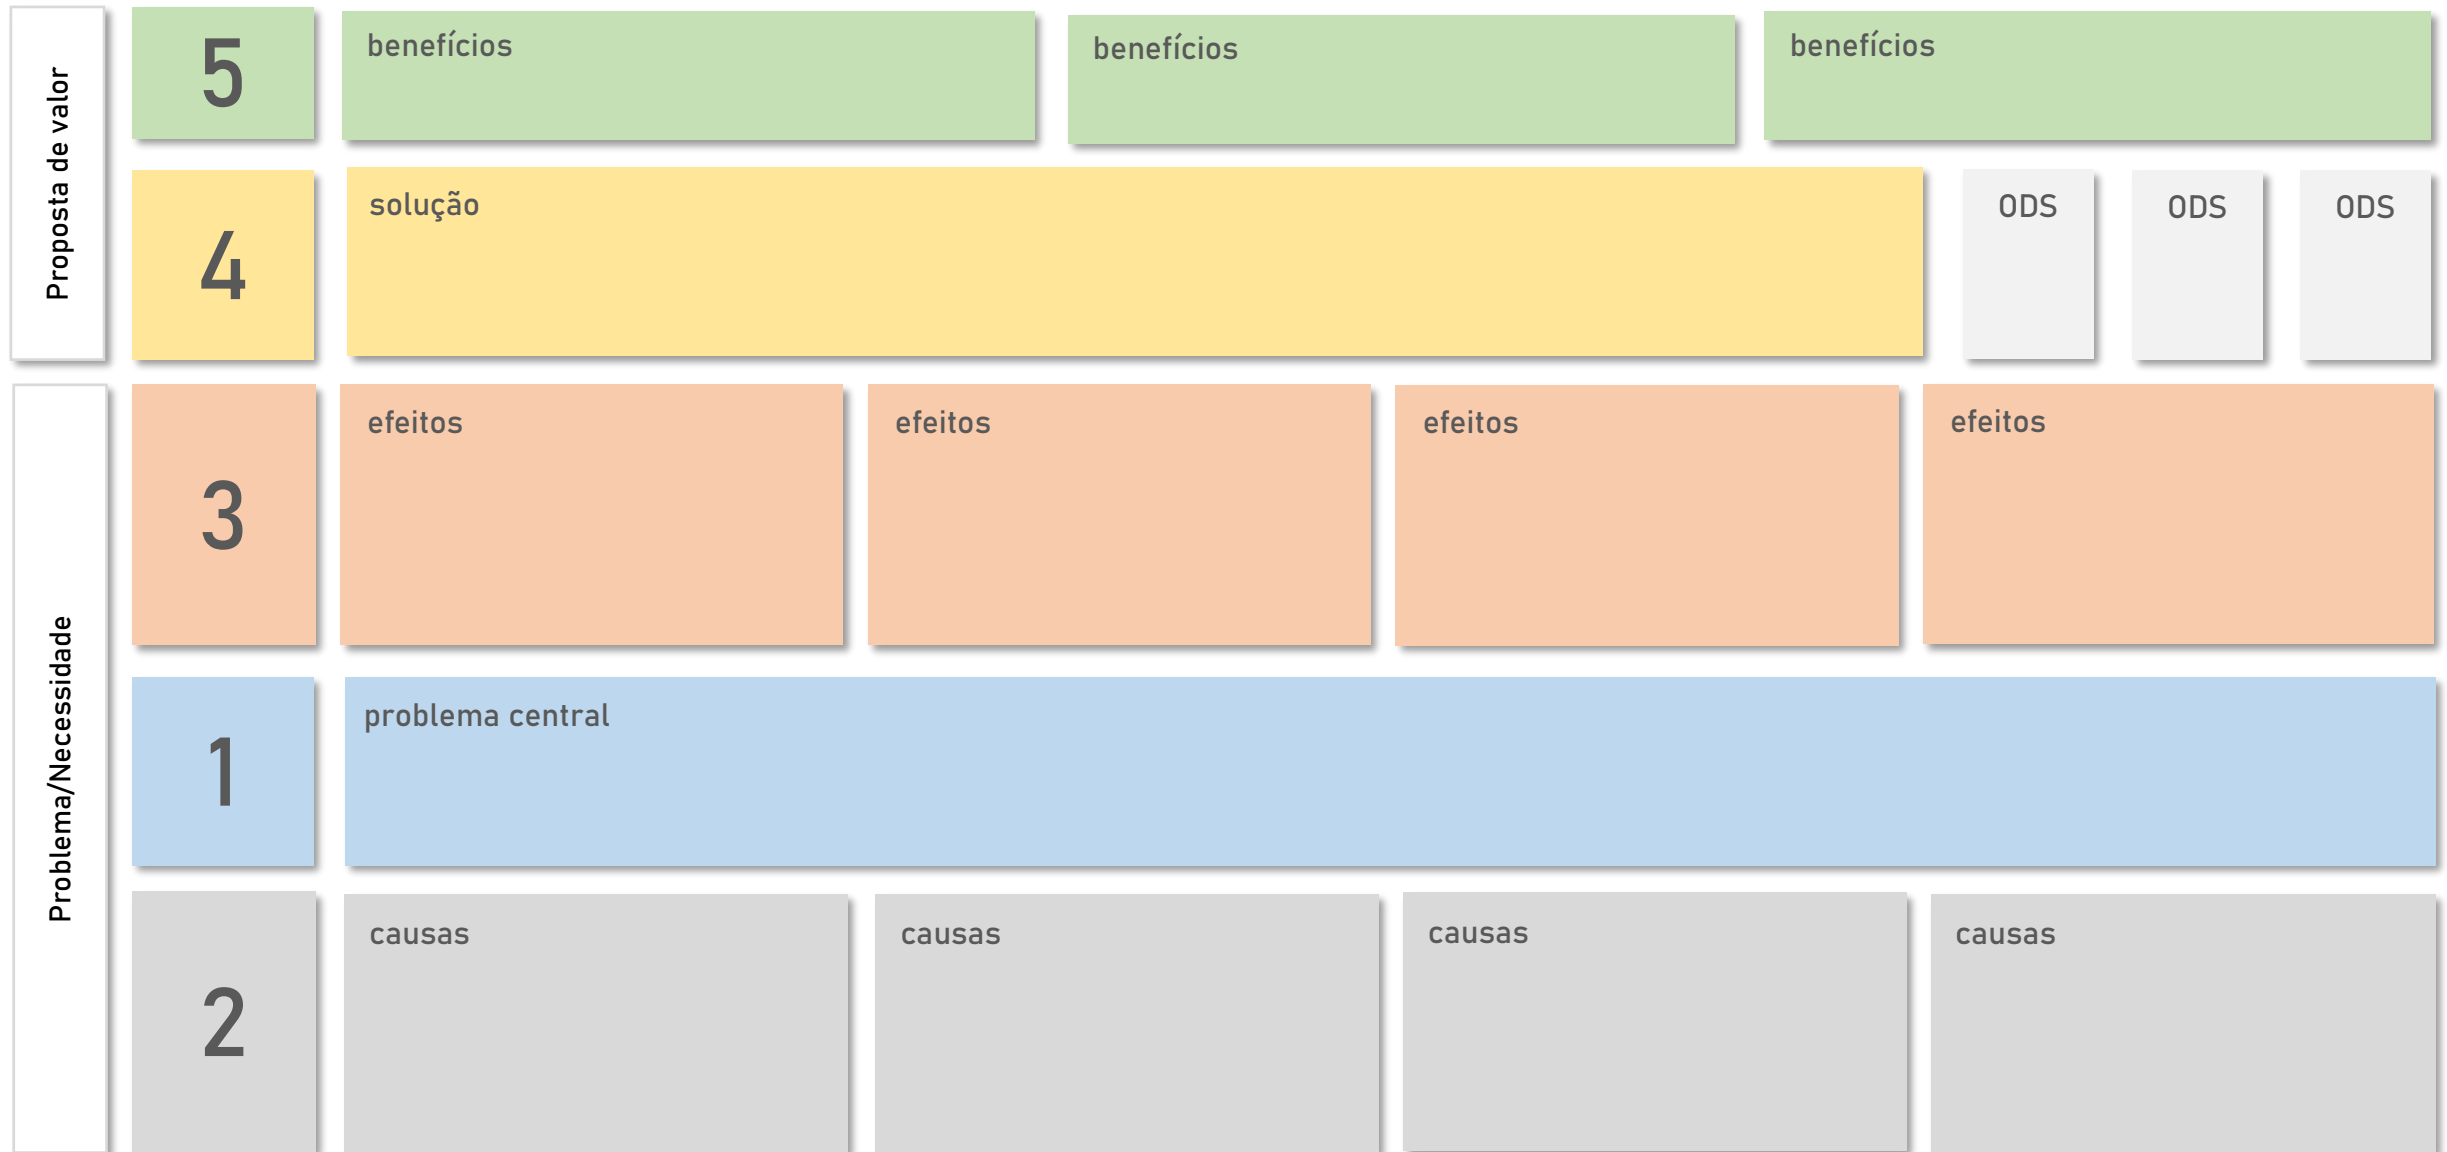 Proposta de valor
5
benefícios
benefícios
benefícios
4
solução
ODS
ODS
ODS
Problema/Necessidade
3
efeitos
efeitos
efeitos
efeitos
1
problema central
2
causas
causas
causas
causas